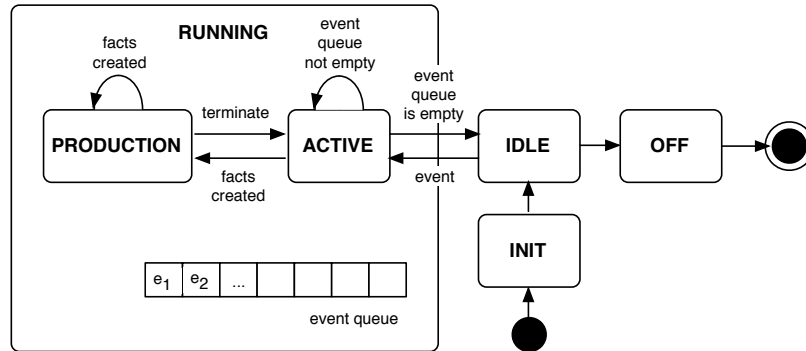 RUNNING
facts
created
event
queue
not empty
event
queue
is empty
terminate
PRODUCTION
ACTIVE
IDLE
OFF
facts
created
event
INIT
e1 e2 ...
event queue